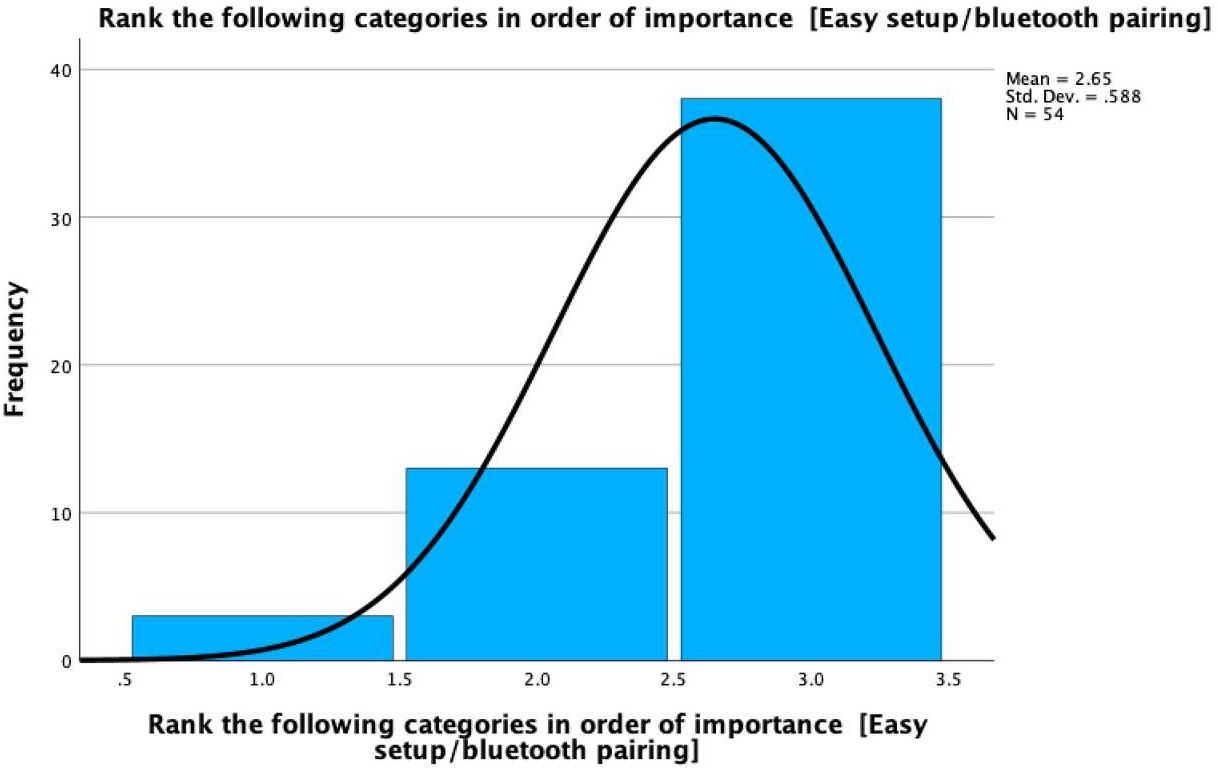 Rank the following categories in order of importance [Easy setup/bluetooth pairing]
Mean = 2.65
Std. Dev. = .588
N = 54
Frequency
40
30
20
10
0
.5 1.0 1.5 2.0 2.5 3.0 3.5
Rank the following categories in order of importance [Easy
setup/bluetooth pairing]